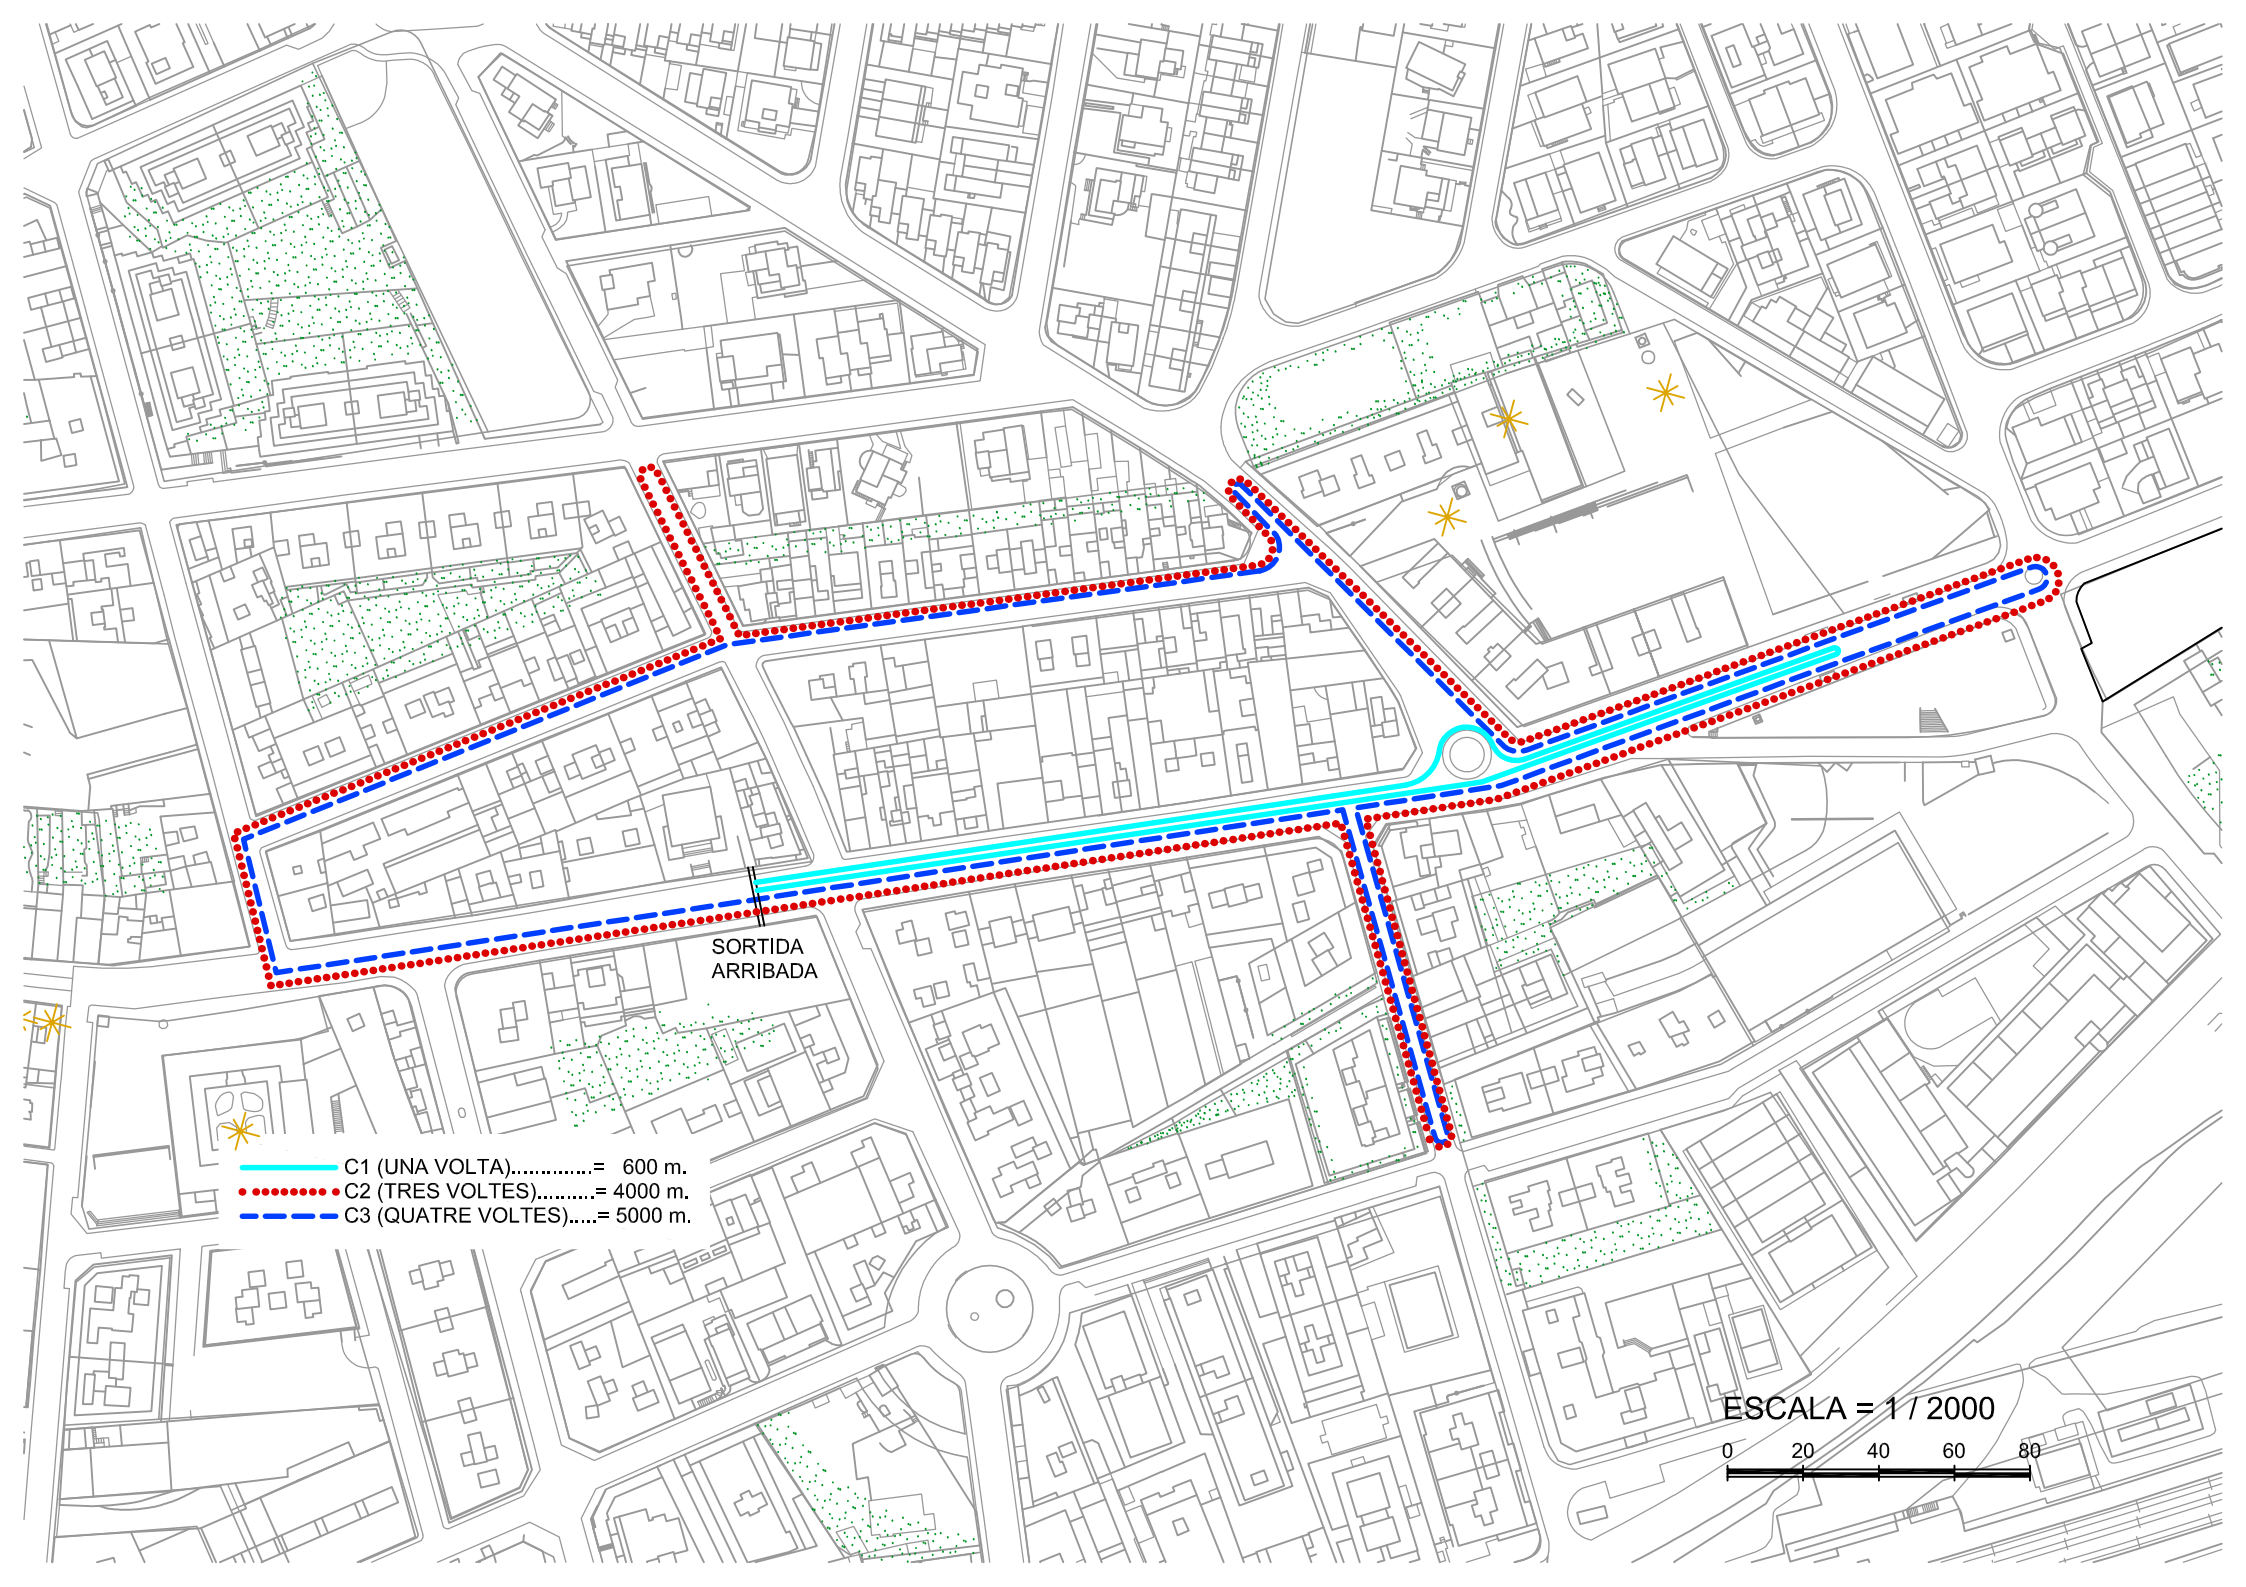 SORTIDA
ARRIBADA
C1 (UNA VOLTA)..............= 600 m.
C2 (TRES VOLTES)..........= 4000 m.
C3 (QUATRE VOLTES).....= 5000 m.
ESCALA = 1 / 2000
0 20 40 60 80